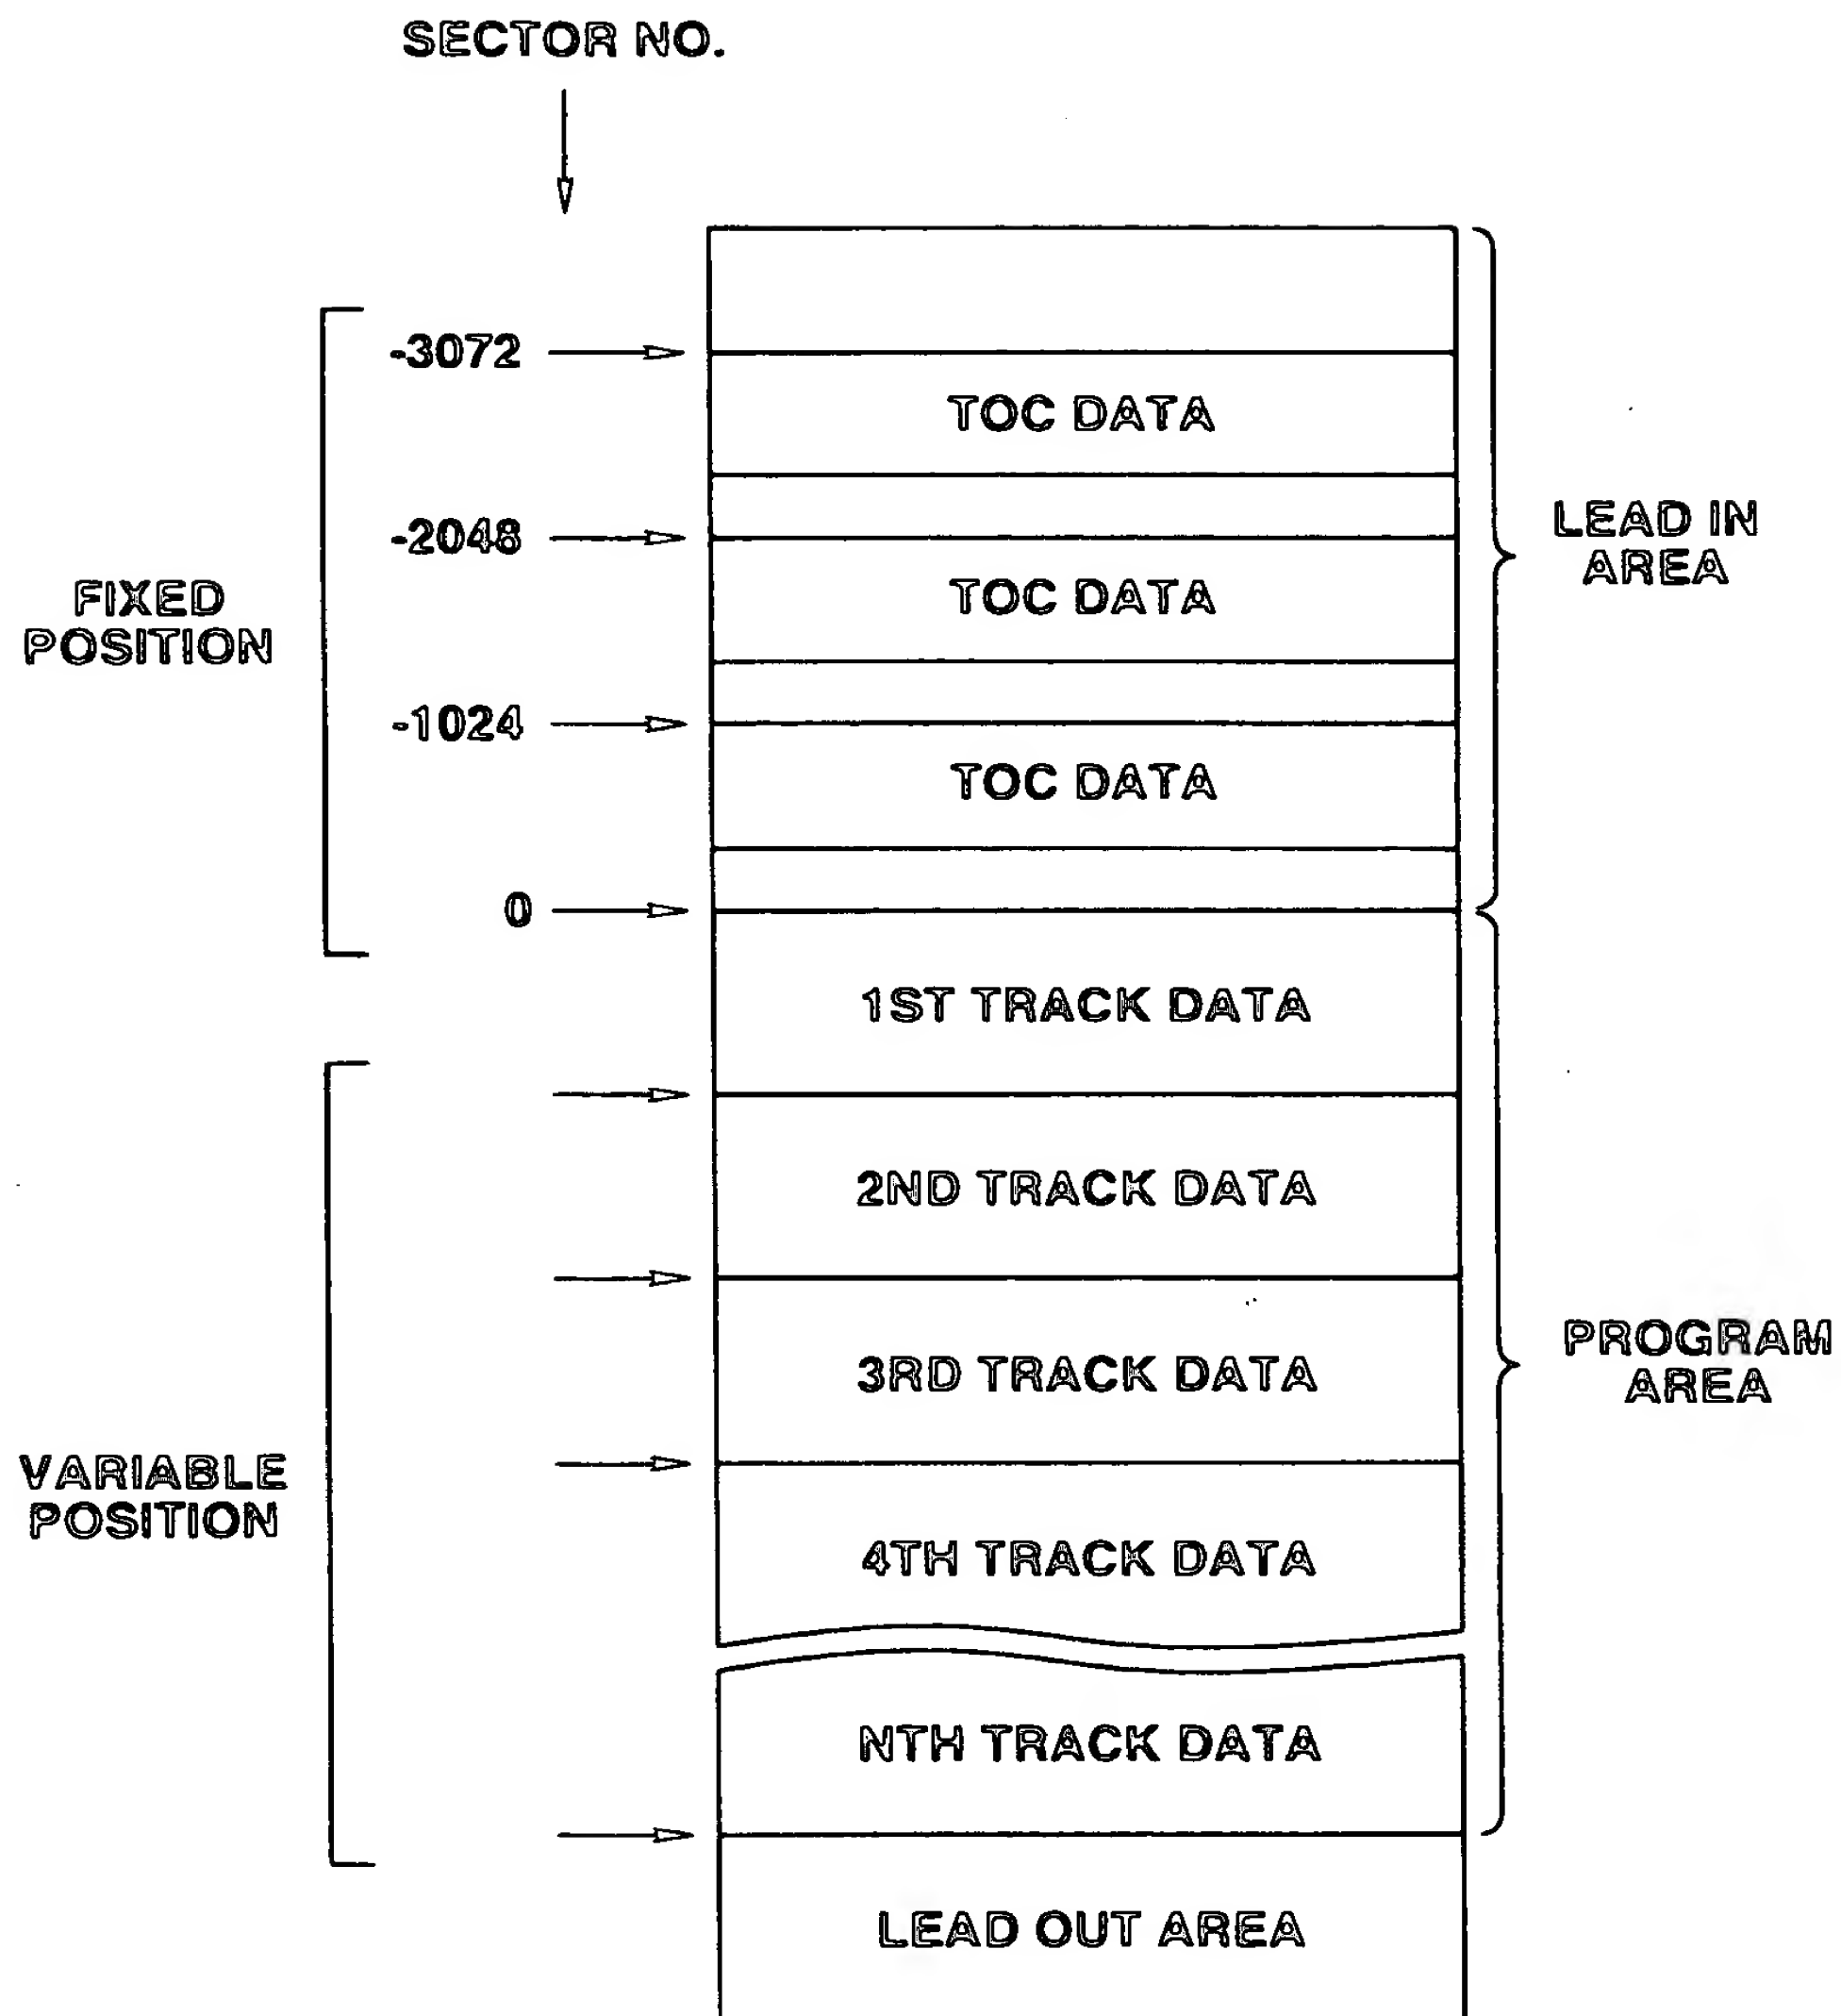 SECTOR NO.
-3072
TOC DATA
-2048
LEAD IN
AREA
FIXED
POSITION
TOC DATA
-1024
TOC DATA
0
1ST TRACK DATA
2ND TRACK DATA
3RD TRACK DATA
PROGRAM
AREA
VARIABLE
POSITION
4TH TRACK DATA
NTH TRACK DATA
LEAD OUT AREA